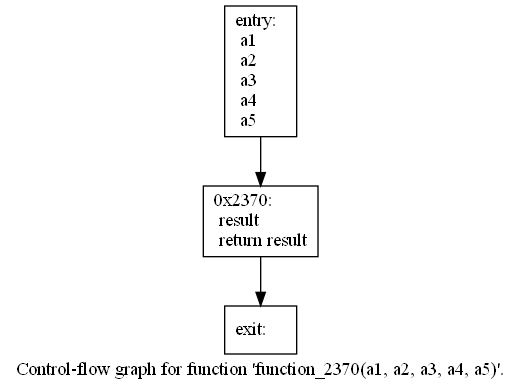 entry:
a1
a2
a3
a4
a5
0x2370:
result
return result
exit:
Control-flow graph for function 'function_2370(a1, a2, a3, a4, a5)'.